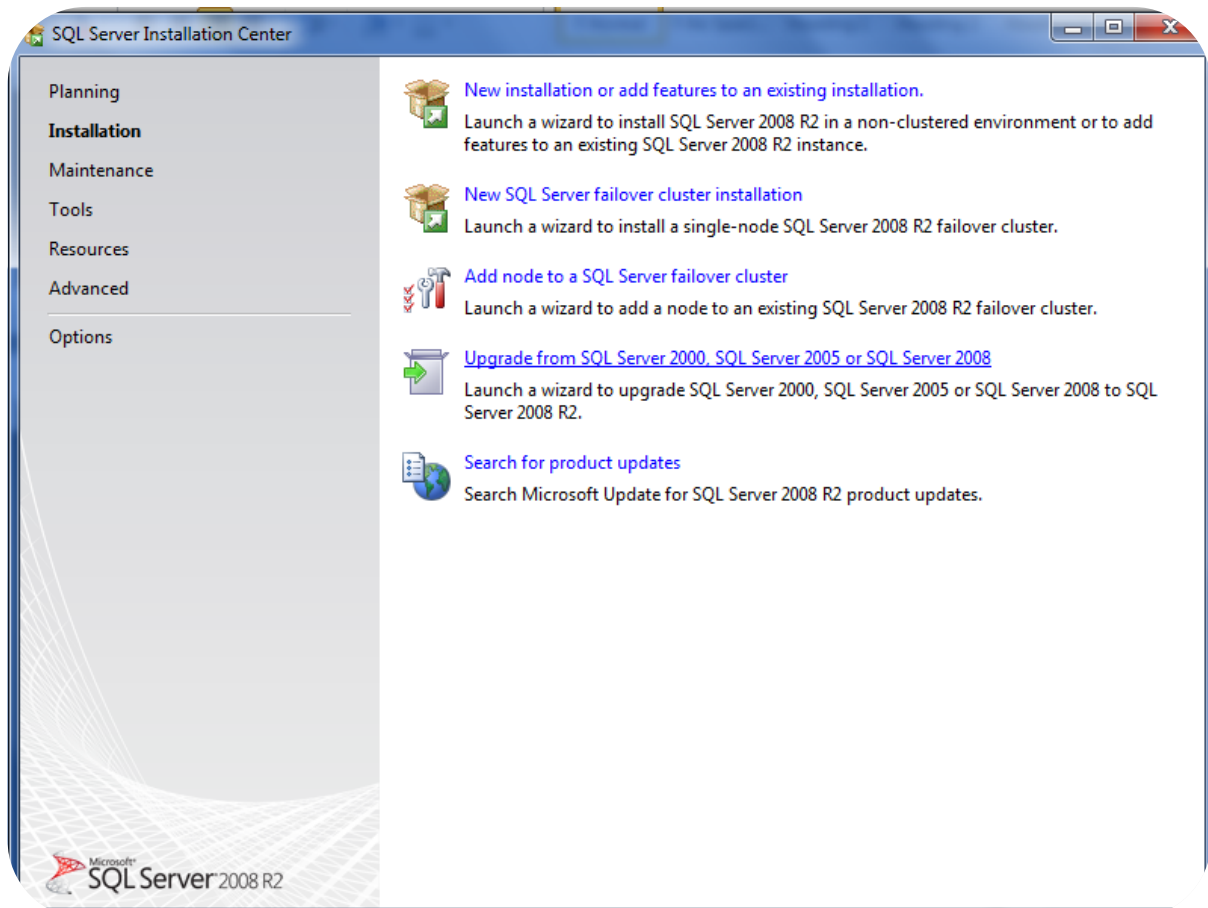 SQL Server Installation Center
Planning
Installation
Maintenance
Tools
Resources
Advanced
Options
New installation or add features to an existing installation.
Launch a wizard to install SQL Server 2008 R2 in a non-clustered environment or to add
features to an existing SQL Server 2008 R2 instance.
New SQL Server failover cluster installation
Launch a wizard to install a single-node SQL Server 2008 R2 failover cluster.
Add node to a SQL Server failover cluster
Launch a wizard to add a node to an existing SQL Server 2008 R2 failover cluster.
Upgrade from SQL Server 2000, SQL Server 2005 or SQL Server 2008
Launch a wizard to upgrade SQL Server 2000, SQL Server 2005 or SQL Server 2008 to SQL
Server 2008 R2.
Search for product updates
Search Microsoft Update for SQL Server 2008 R2 product updates.
Microsoft®
SQL Server 2008 R2